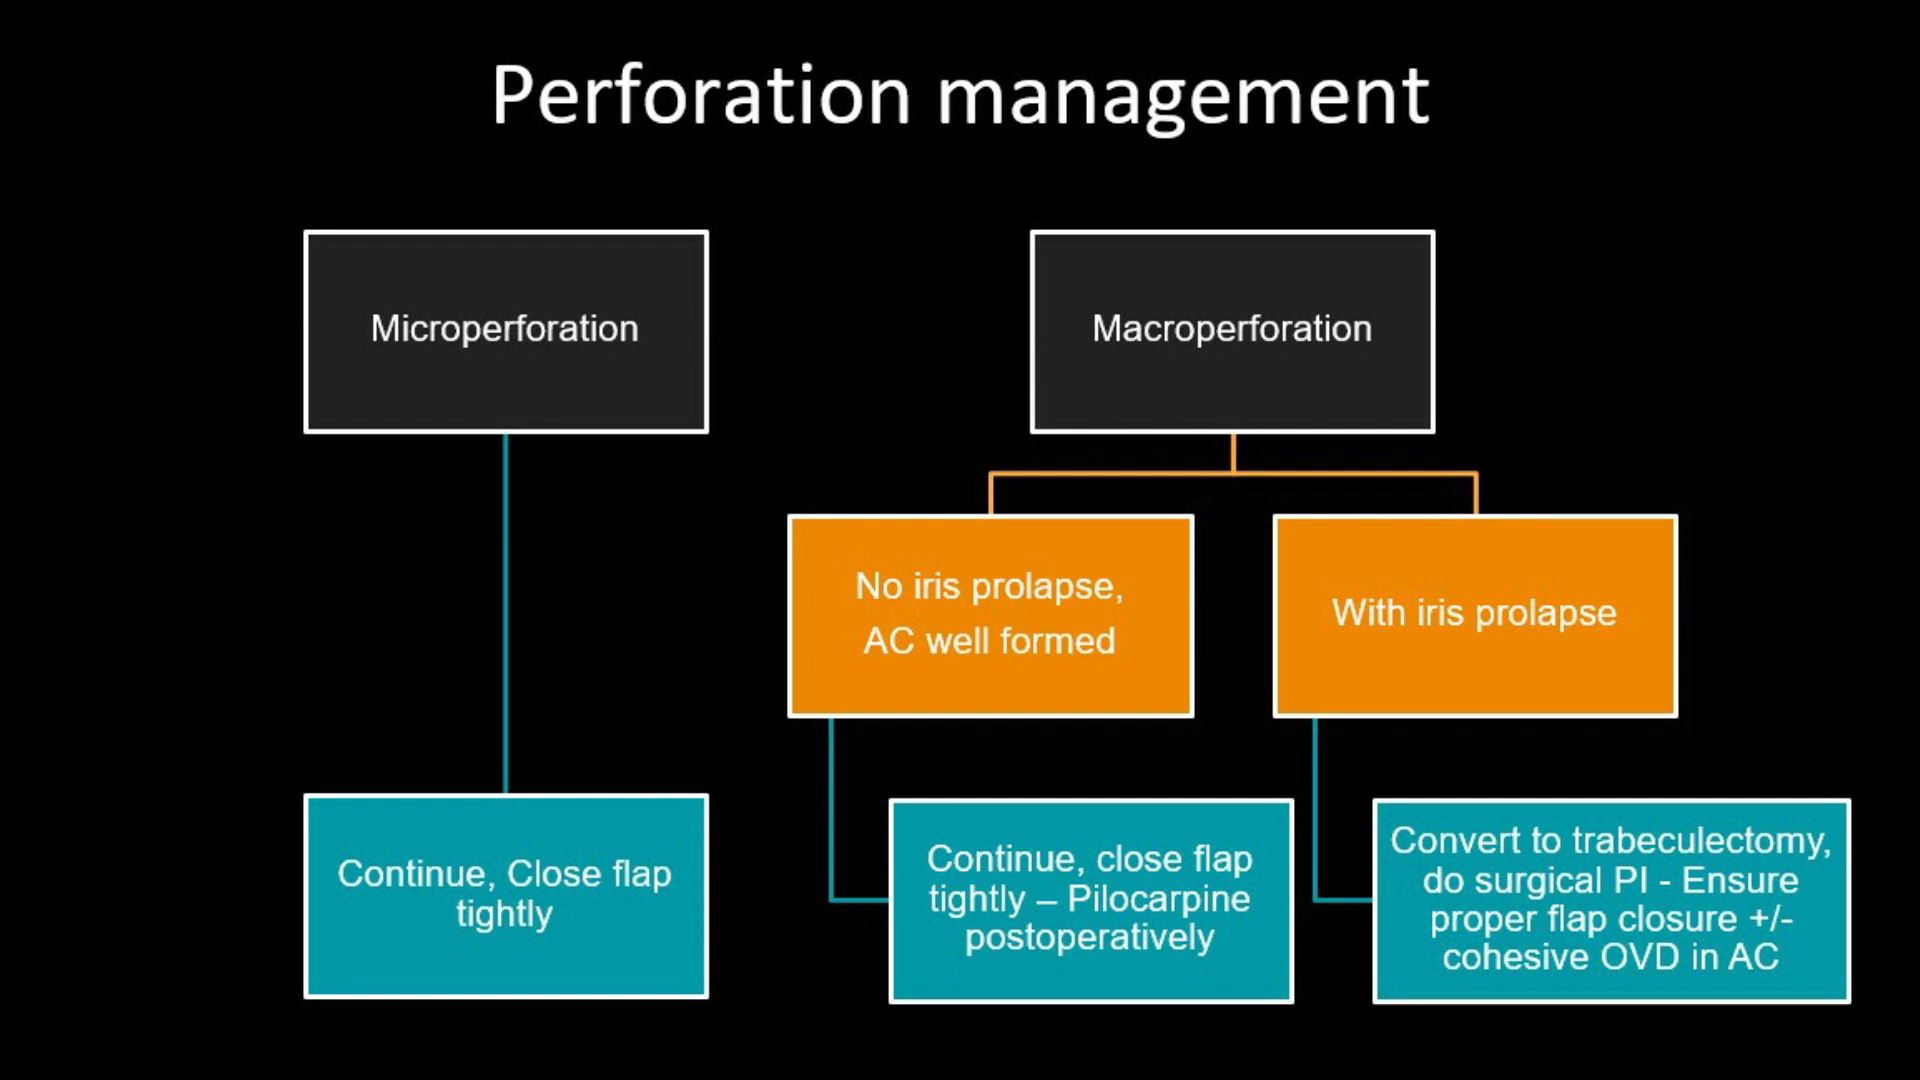 Perforation management
Microperforation
Macroperforation
No iris prolapse,
AC well formed
With iris prolapse
Continue, Close flap
tightly
Continue, close flap
tightly – Pilocarpine
postoperatively
Convert to trabeculectomy,
do surgical PI - Ensure
proper flap closure +/-
cohesive OVD in AC